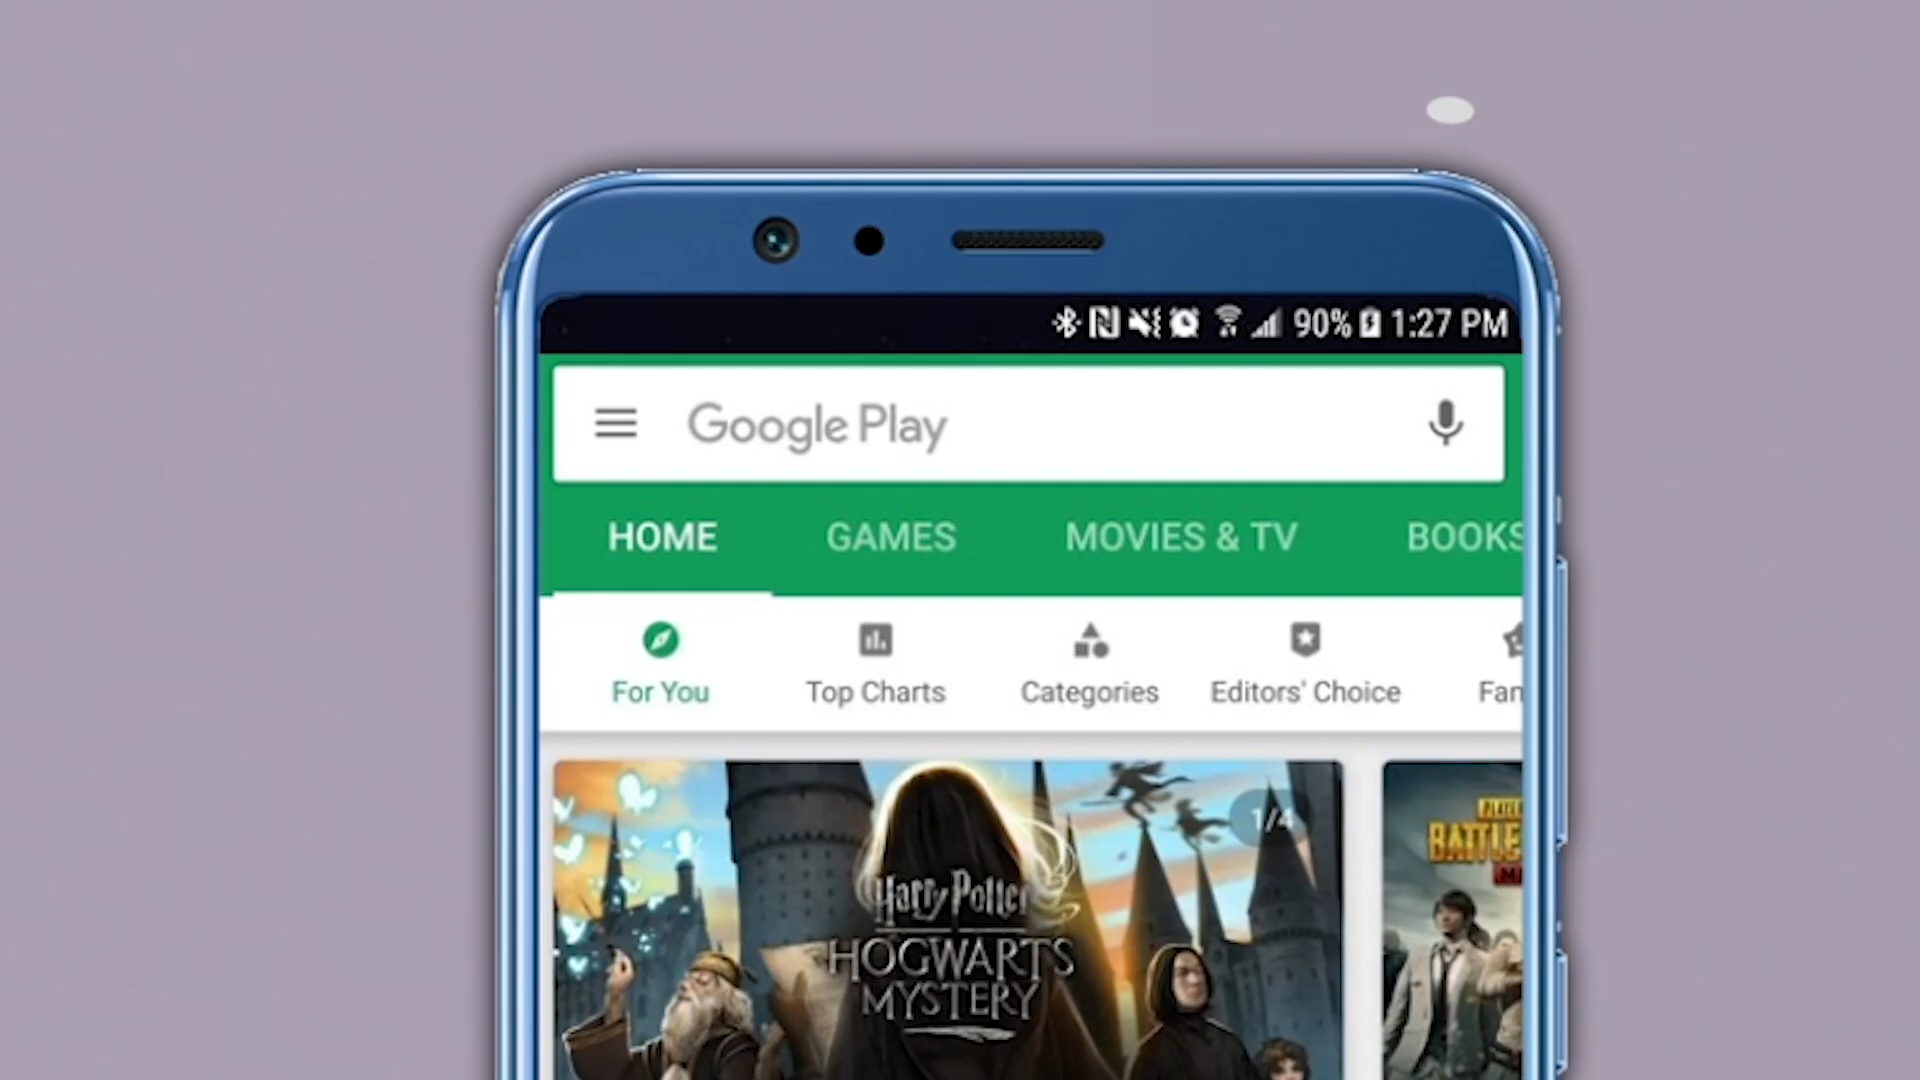 90% 1:27 PM
Google Play
HOME GAMES MOVIES & TV BOOKS
For You Top Charts Categories Editors' Choice
1/4
Harry Potter
HOGWARTS
MYSTERY